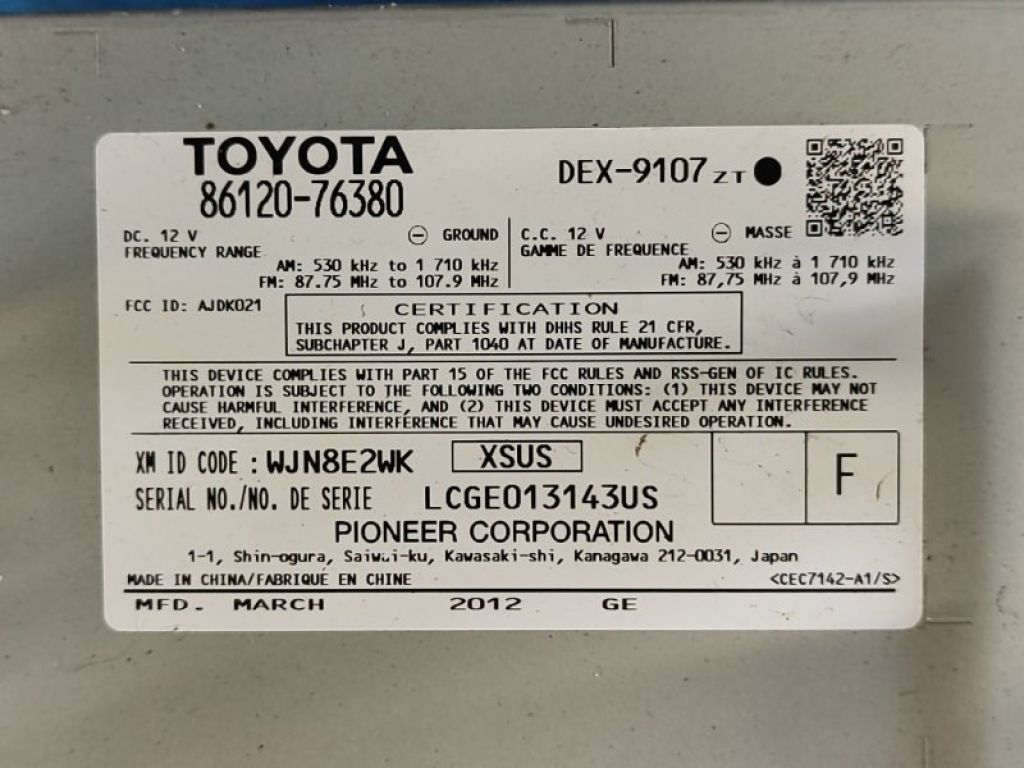 TOYOTA
86120-76380
DEX-9107 ZT
DC. 12 V ⊖ GROUND
FREQUENCY RANGE
AM: 530 kHz to 1 710 kHz
FM: 87.75 MHz to 107.9 MHz
C.C. 12 V ⊖ MASSE
GAMME DE FREQUENCE
AM: 530 kHz à 1 710 kHz
FM: 87,75 MHz à 107,9 MHz
FCC ID: AJDK021
CERTIFICATION
THIS PRODUCT COMPLIES WITH DHHS RULE 21 CFR,
SUBCHAPTER J, PART 1040 AT DATE OF MANUFACTURE.
THIS DEVICE COMPLIES WITH PART 15 OF THE FCC RULES AND RSS-GEN OF IC RULES.
OPERATION IS SUBJECT TO THE FOLLOWING TWO CONDITIONS: (1) THIS DEVICE MAY NOT
CAUSE HARMFUL INTERFERENCE, AND (2) THIS DEVICE MUST ACCEPT ANY INTERFERENCE
RECEIVED, INCLUDING INTERFERENCE THAT MAY CAUSE UNDESIRED OPERATION.
XM ID CODE : WJN8E2WK XSUS
F
SERIAL NO./NO. DE SERIE LCGE013143US
PIONEER CORPORATION
1-1, Shin-ogura, Saiwai-ku, Kawasaki-shi, Kanagawa 212-0031, Japan
MADE IN CHINA/FABRIQUE EN CHINE <CEC7142-A1/S>
MFD. MARCH 2012 GE